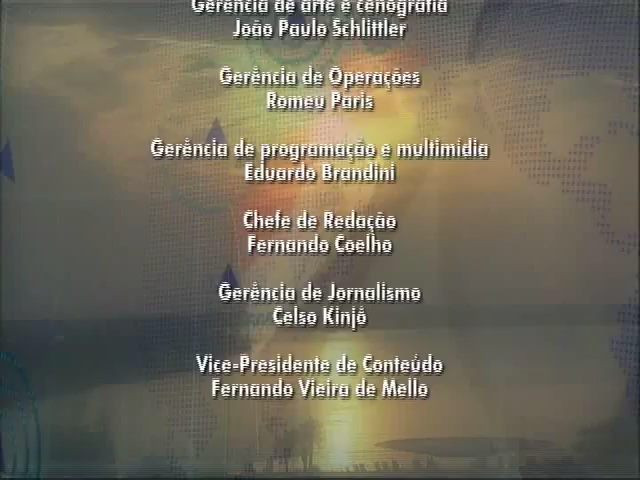 Gerência de arte e cenografia
João Paulo Schlittler
Gerência de Operações
Romeu Paris
Gerência de programação e multimídia
Eduardo Brandini
Chefe de Redação
Fernando Coelho
Gerência de Jornalismo
Celso Kinjô
Vice-Presidente de Conteúdo
Fernando Vieira de Mello